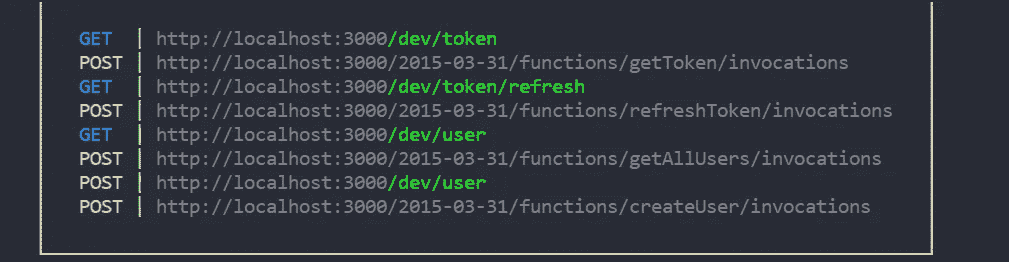 GET | http://localhost:3000/dev/token
POST | http://localhost:3000/2015-03-31/functions/getToken/invocations
GET | http://localhost:3000/dev/token/refresh
POST | http://localhost:3000/2015-03-31/functions/refreshToken/invocations
GET | http://localhost:3000/dev/user
POST | http://localhost:3000/2015-03-31/functions/getAllUsers/invocations
POST | http://localhost:3000/dev/user
POST | http://localhost:3000/2015-03-31/functions/createUser/invocations